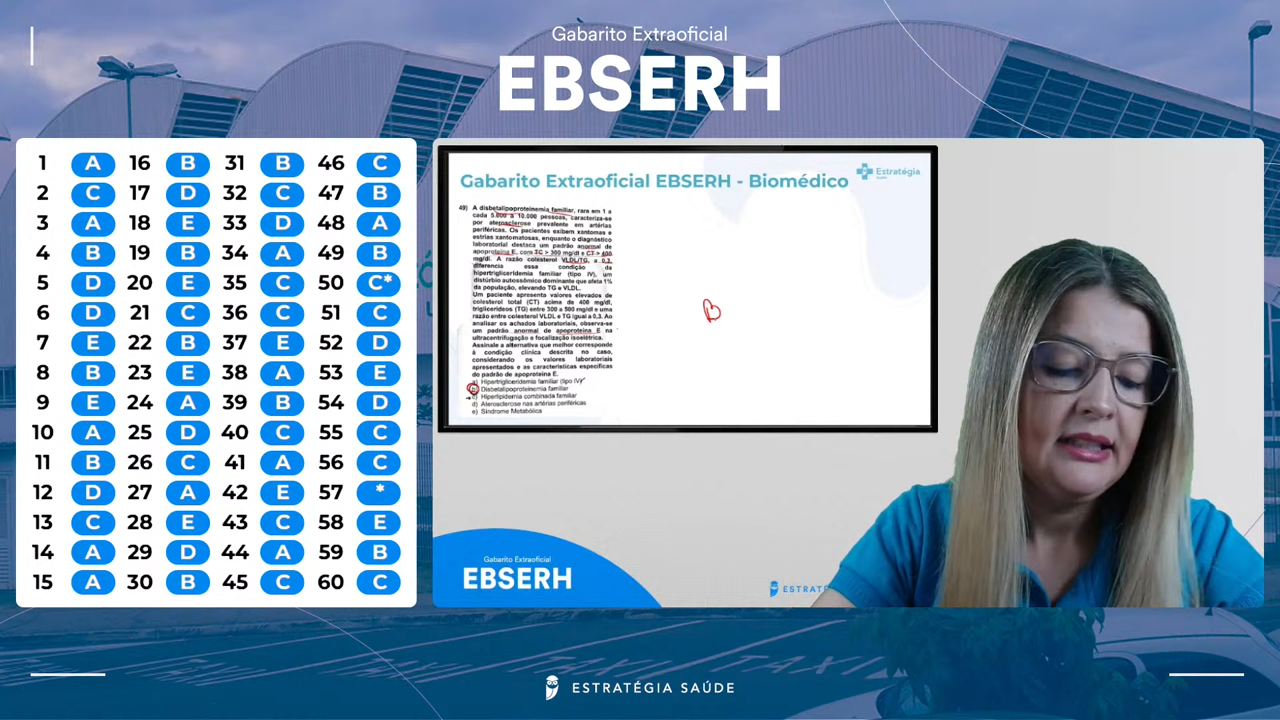 Gabarito Extraoficial
EBSERH
1 A 16 B 31 B 46 C
2 C 17 D 32 C 47 B
3 A 18 E 33 D 48 A
4 B 19 B 34 A 49 B
5 D 20 E 35 C 50 C*
6 D 21 C 36 C 51 C
7 E 22 B 37 E 52 D
8 B 23 E 38 A 53 E
9 E 24 A 39 B 54 D
10 A 25 D 40 C 55 C
11 B 26 C 41 A 56 C
12 D 27 A 42 E 57 *
13 C 28 E 43 C 58 E
14 A 29 D 44 A 59 B
15 A 30 B 45 C 60 C
Gabarito Extraoficial EBSERH - Biomédico
Estratégia
49) A disbetalipoproteinemia familiar, rara em 1 a
cada 5.000 a 10.000 pessoas, caracteriza-se
por aterosclerose prevalente em artérias
periféricas. Os pacientes exibem xantomas e
estrias xantomatosas, enquanto o diagnóstico
laboratorial destaca um padrão anormal de
apoproteína E, com TC > 300 mg/dl e CT > 400
mg/dl. A razão colesterol VLDL/TG, a 0,3,
diferencia essa condição da
hipertrigliceridemia familiar (tipo IV), um
distúrbio autossômico dominante que afeta 1%
da população, elevando TG e VLDL.
Um paciente apresenta valores elevados de
colesterol total (CT) acima de 400 mg/dl,
triglicerídeos (TG) entre 300 a 500 mg/dl e uma
razão entre colesterol VLDL e TG igual a 0,3. Ao
analisar os achados laboratoriais, observa-se
um padrão anormal de apoproteína E na
ultracentrifugação e focalização isoelétrica.
Assinale a alternativa que melhor corresponde
à condição clínica descrita no caso,
considerando os valores laboratoriais
apresentados e as características específicas
do padrão de apoproteína E.
a) Hipertrigliceridemia familiar (tipo IV)
b) Disbetalipoproteinemia familiar
c) Hiperlipidemia combinada familiar
d) Aterosclerose nas artérias periféricas
e) Síndrome Metabólica
B
Gabarito Extraoficial
EBSERH
ESTRATÉ
ESTRATÉGIA SAÚDE